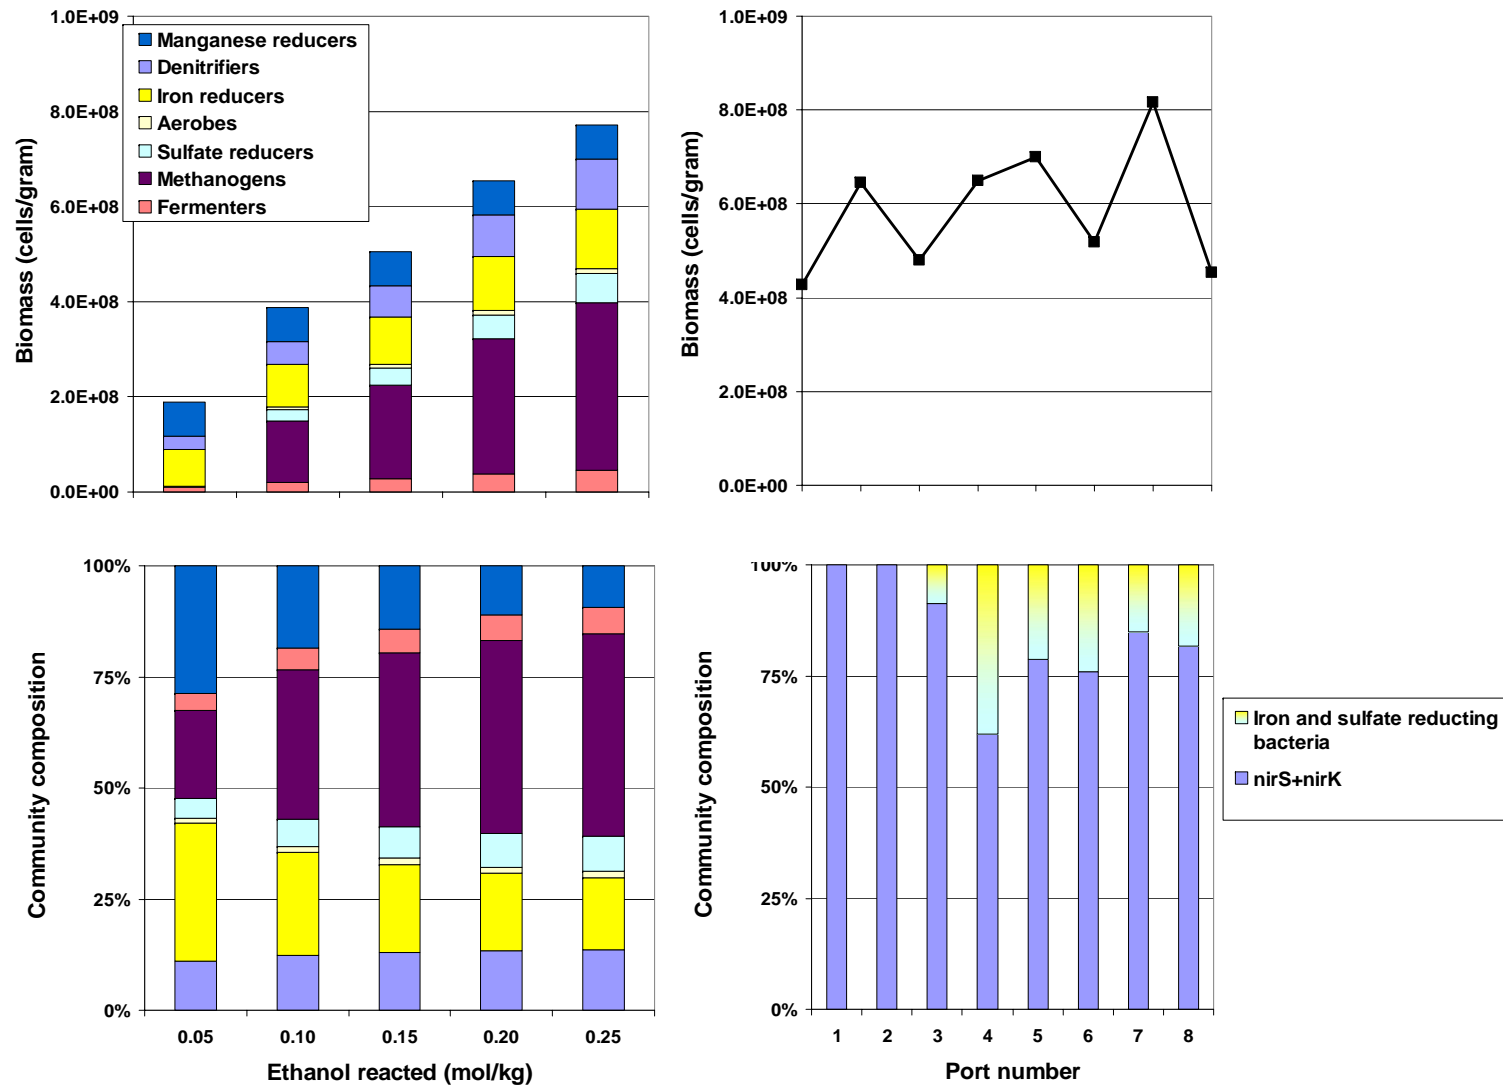 1.0E+09
8.0E+08
6.0E+08
4.0E+08
2.0E+08
0.0E+00
Biomass (cells/gram)
Manganese reducers
Denitrifiers
Iron reducers
Aerobes
Sulfate reducers
Methanogens
Fermenters
1.0E+09
8.0E+08
6.0E+08
4.0E+08
2.0E+08
0.0E+00
Biomass (cells/gram)
100%
75%
50%
25%
0%
Community composition
0.05 0.10 0.15 0.20 0.25
Ethanol reacted (mol/kg)
100%
75%
50%
25%
0%
Community composition
1 2 3 4 5 6 7 8
Port number
Iron and sulfate reducting
bacteria
nirS+nirK